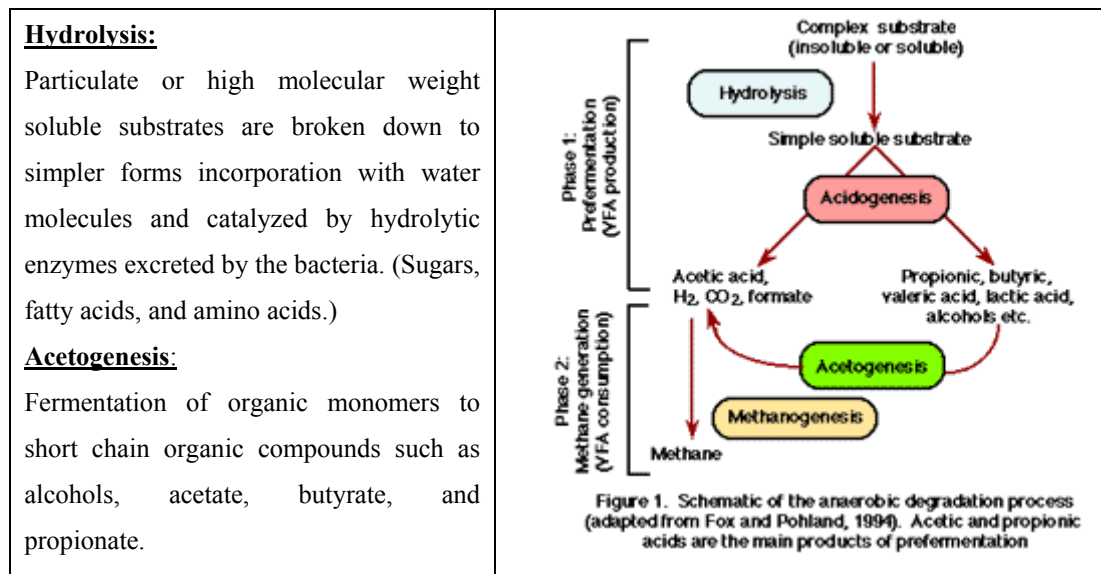 Hydrolysis:
Particulate or high molecular weight
soluble substrates are broken down to
simpler forms incorporation with water
molecules and catalyzed by hydrolytic
enzymes excreted by the bacteria. (Sugars,
fatty acids, and amino acids.)
Acetogenesis:
Fermentation of organic monomers to
short chain organic compounds such as
alcohols, acetate, butyrate, and
propionate.
Complex substrate
(insoluble or soluble)
Hydrolysis
Simple soluble substrate
Phase 1:
Prefermentation
(VFA production)
Acidogenesis
Acetic acid,
H2, CO2, formate
Propionic, butyric,
valeric acid, lactic acid,
alcohols etc.
Phase 2:
Methane generation
(VFA consumption)
Acetogenesis
Methanogenesis
Methane
Figure 1. Schematic of the anaerobic degradation process
(adapted from Fox and Pohland, 1994). Acetic and propionic
acids are the main products of prefermentation